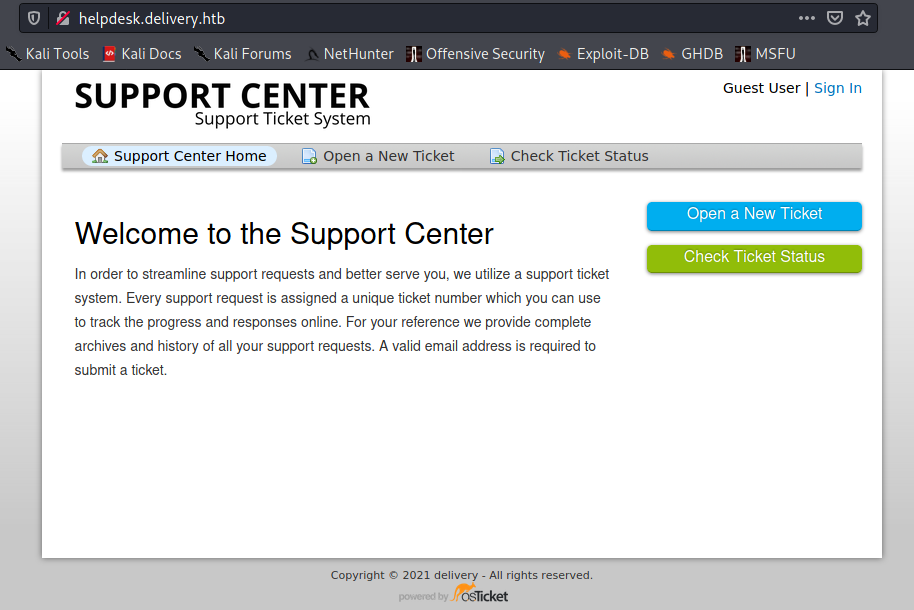 helpdesk.delivery.htb
Kali Tools Kali Docs Kali Forums NetHunter Offensive Security Exploit-DB GHDB MSFU
SUPPORT CENTER
Support Ticket System
Guest User | Sign In
Support Center Home Open a New Ticket Check Ticket Status
Welcome to the Support Center
In order to streamline support requests and better serve you, we utilize a support ticket
system. Every support request is assigned a unique ticket number which you can use
to track the progress and responses online. For your reference we provide complete
archives and history of all your support requests. A valid email address is required to
submit a ticket.
Open a New Ticket
Check Ticket Status
Copyright © 2021 delivery - All rights reserved.
powered by osTicket